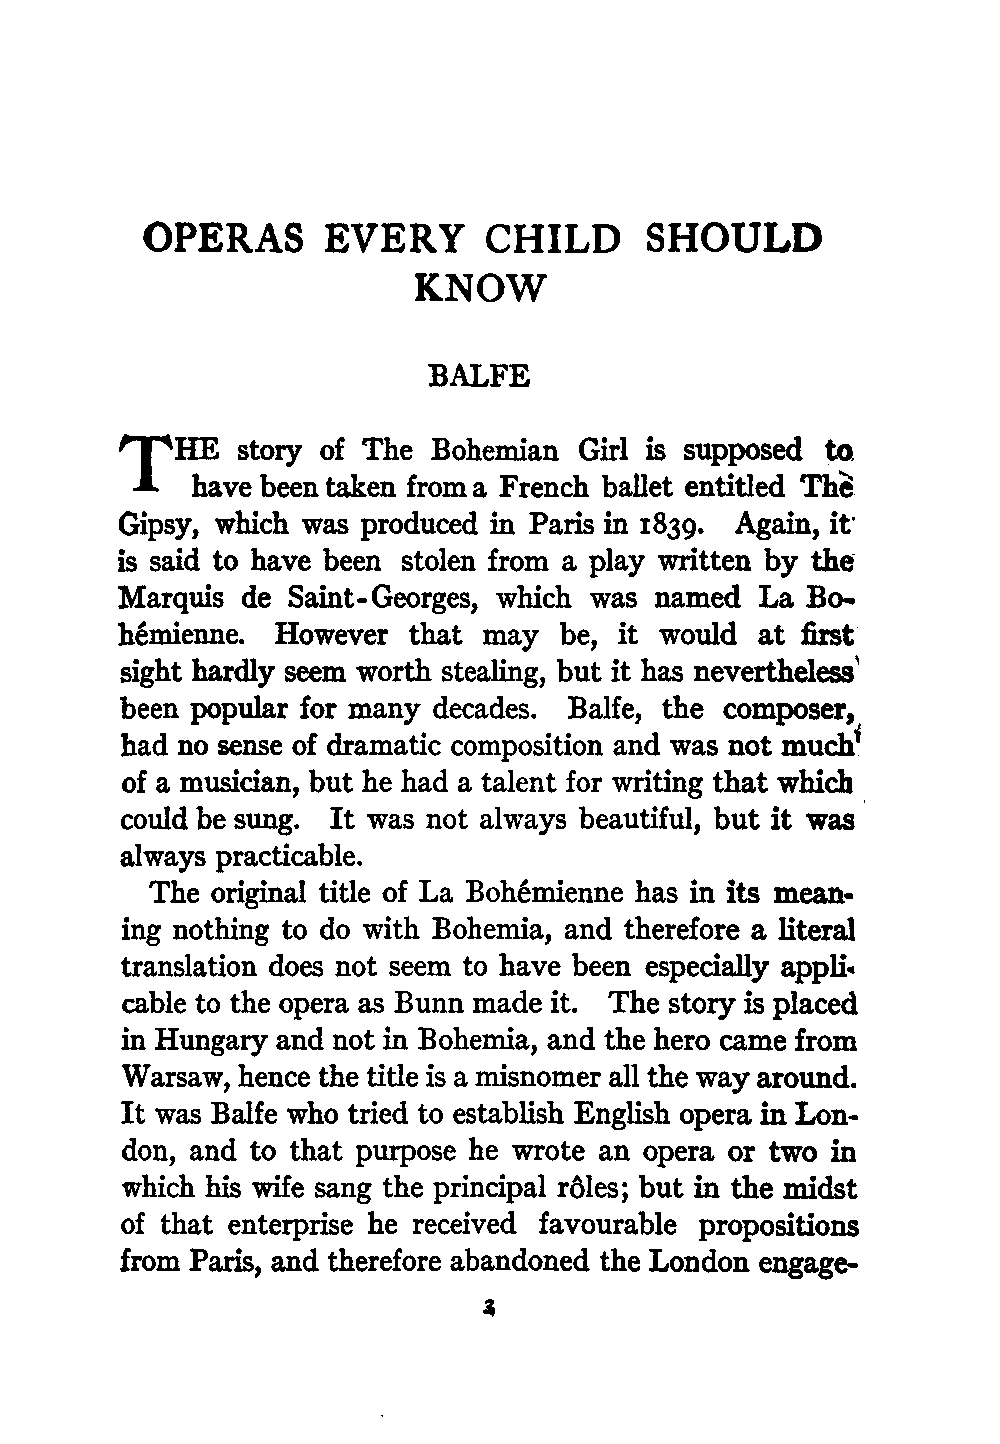 OPERAS EVERY CHILD SHOULD
KNOW
BALFE
THE story of The Bohemian Girl is supposed to
have been taken from a French ballet entitled The
Gipsy, which was produced in Paris in 1839. Again, it
is said to have been stolen from a play written by the
Marquis de Saint-Georges, which was named La Bo-
hémienne. However that may be, it would at first
sight hardly seem worth stealing, but it has nevertheless
been popular for many decades. Balfe, the composer,
had no sense of dramatic composition and was not much
of a musician, but he had a talent for writing that which
could be sung. It was not always beautiful, but it was
always practicable.
The original title of La Bohémienne has in its mean-
ing nothing to do with Bohemia, and therefore a literal
translation does not seem to have been especially appli-
cable to the opera as Bunn made it. The story is placed
in Hungary and not in Bohemia, and the hero came from
Warsaw, hence the title is a misnomer all the way around.
It was Balfe who tried to establish English opera in Lon-
don, and to that purpose he wrote an opera or two in
which his wife sang the principal rôles; but in the midst
of that enterprise he received favourable propositions
from Paris, and therefore abandoned the London engage-